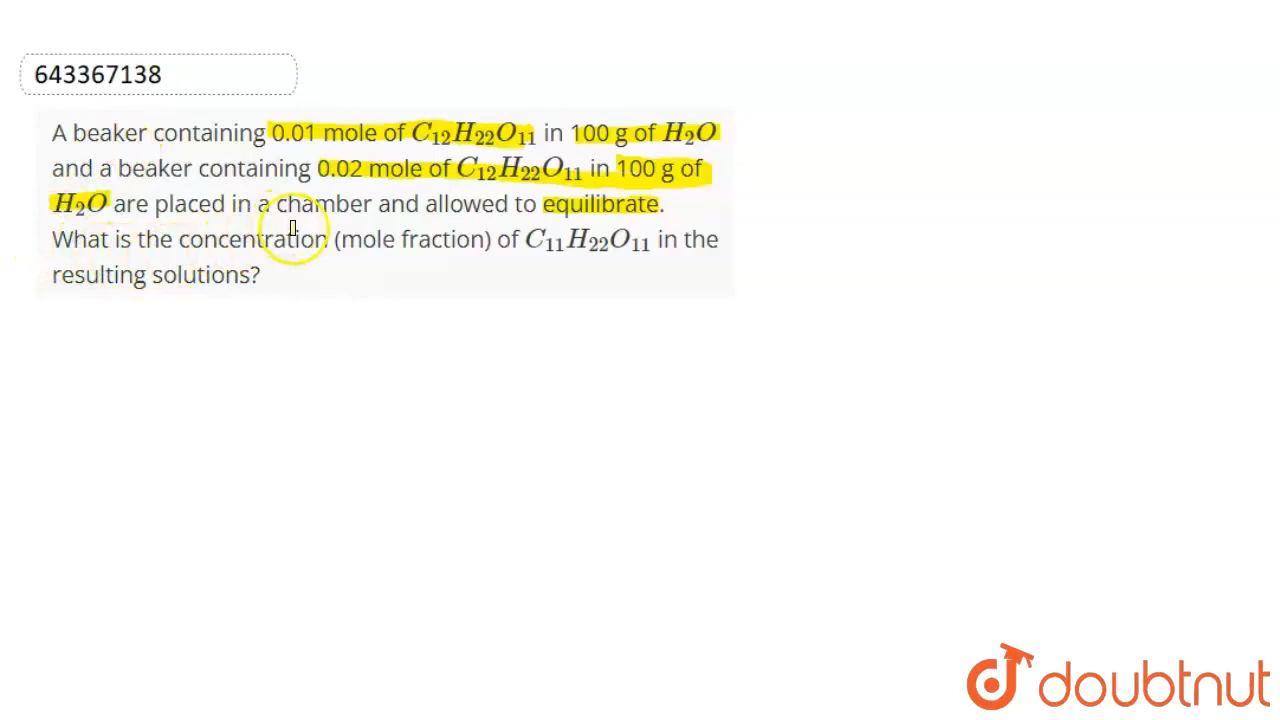 643367138
A beaker containing 0.01 mole of C₁₂H₂₂O₁₁ in 100 g of H₂O
and a beaker containing 0.02 mole of C₁₂H₂₂O₁₁ in 100 g of
H₂O are placed in a chamber and allowed to equilibrate.
What is the concentration (mole fraction) of C₁₁H₂₂O₁₁ in the
resulting solutions?
doubtnut